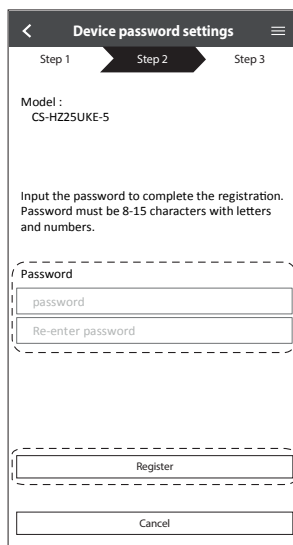 Device password settings
Step 1 Step 2 Step 3
Model :
CS-HZ25UKE-5
Input the password to complete the registration.
Password must be 8-15 characters with letters
and numbers.
Password
password
Re-enter password
Register
Cancel